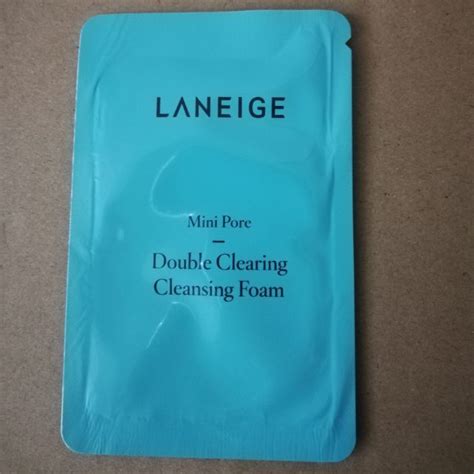 LANEIGE
Mini Pore
Double Clearing
Cleansing Foam